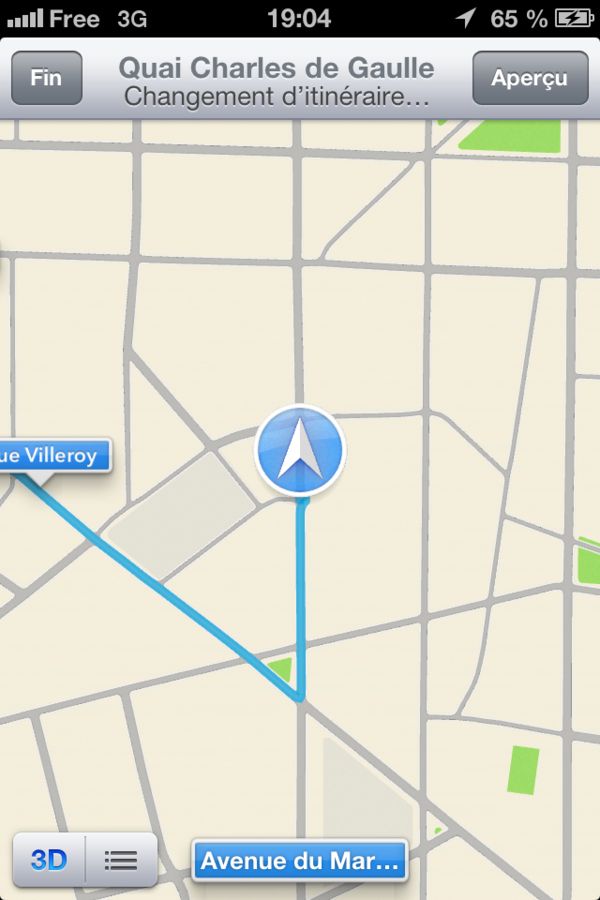 Free 3G 19:04 65 %
Fin Quai Charles de Gaulle Aperçu
Changement d’itinéraire…
ue Villeroy
3D Avenue du Mar…